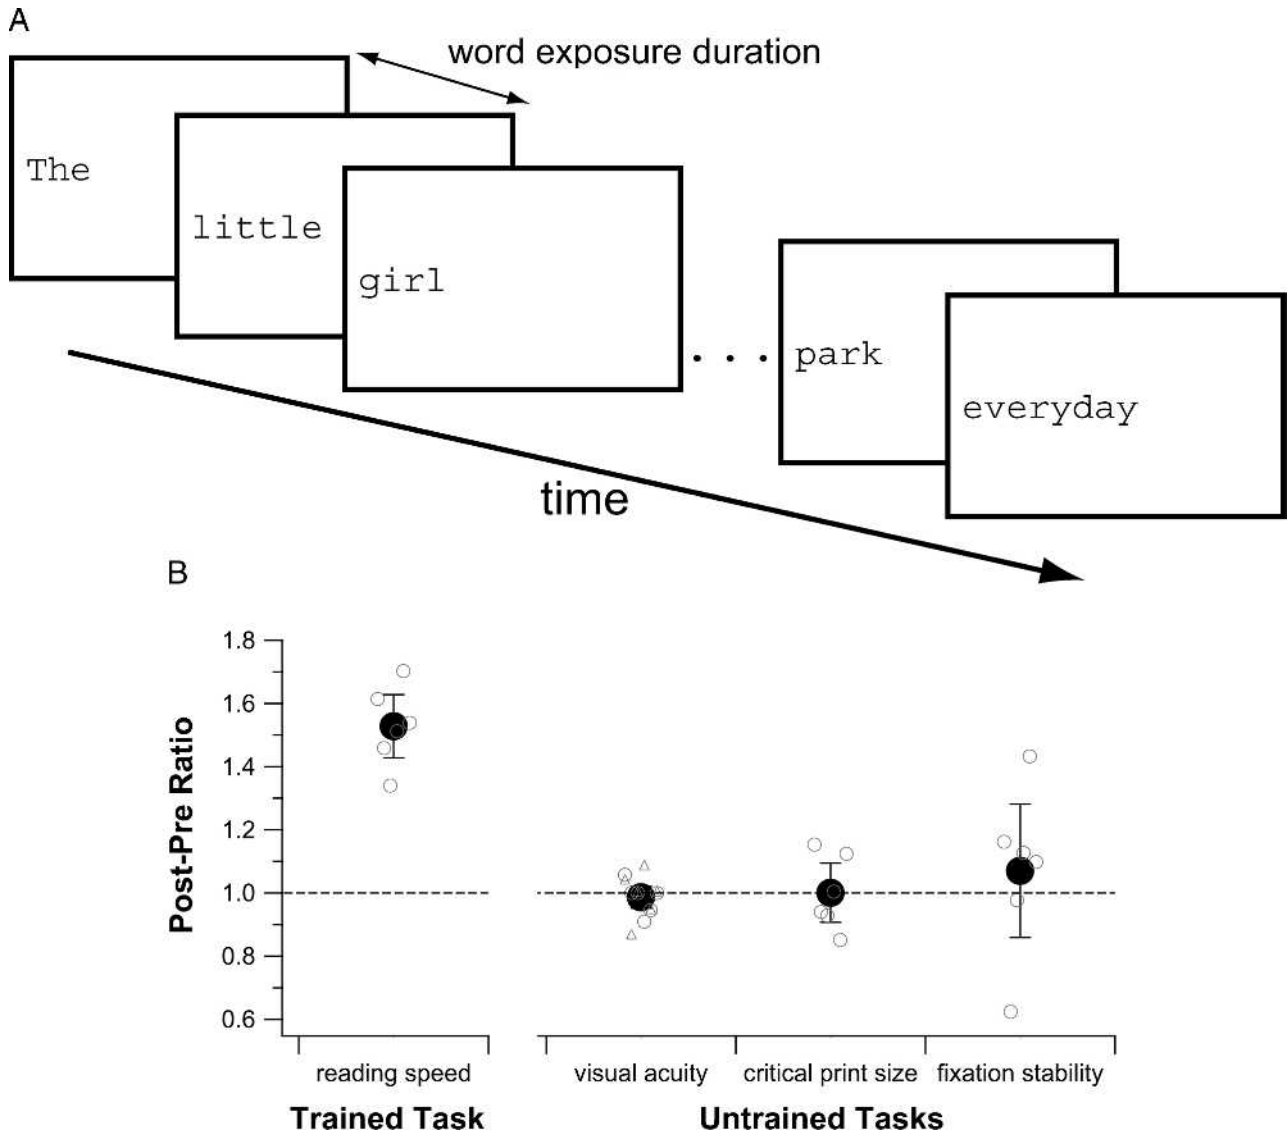 A
word exposure duration
The
little
girl
. . .
park
everyday
time
B
Post-Pre Ratio
1.8
1.6
1.4
1.2
1.0
0.8
0.6
reading speed
visual acuity
critical print size
fixation stability
Trained Task
Untrained Tasks